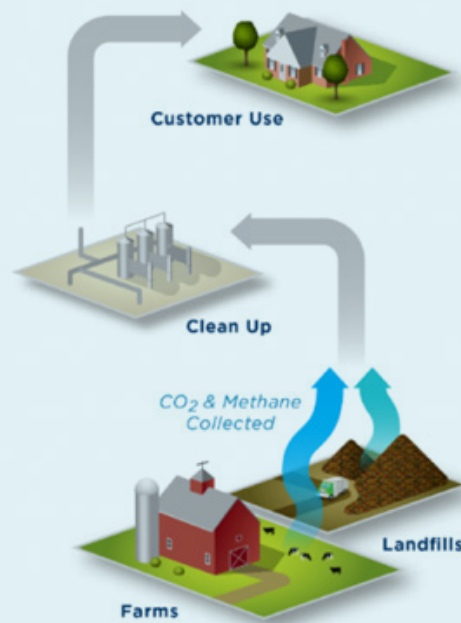 Customer Use
Clean Up
CO₂ & Methane
Collected
Landfills
Farms